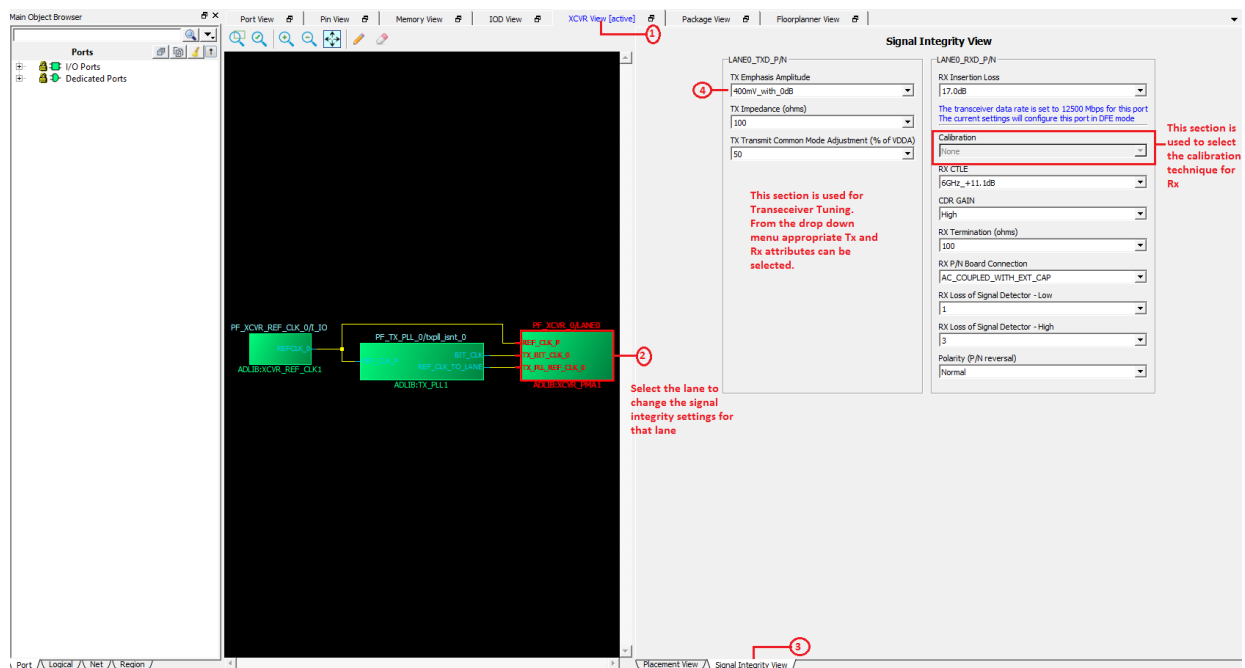 Main Object Browser
Port View
Pin View
Memory View
IOD View
XCVR View [active]
Package View
Floorplanner View
1
Ports
I/O Ports
Dedicated Ports
Signal Integrity View
LANE0_TXD_P/N
TX Emphasis Amplitude
4
400mV_with_0dB
TX Impedance (ohms)
100
TX Transmit Common Mode Adjustment (% of VDDA)
50
This section is used for
Transeceiver Tuning.
From the drop down
menu appropriate Tx and
Rx attributes can be
selected.
LANE0_RXD_P/N
RX Insertion Loss
17.0dB
The transceiver data rate is set to 12500 Mbps for this port
The current settings will configure this port in DFE mode
Calibration
None
This section is
used to select
the calibration
technique for
Rx
RX CTLE
6GHz_+11.1dB
CDR GAIN
High
RX Termination (ohms)
100
RX P/N Board Connection
AC_COUPLED_WITH_EXT_CAP
RX Loss of Signal Detector - Low
1
RX Loss of Signal Detector - High
3
Polarity (P/N reversal)
Normal
PF_XCVR_REF_CLK_0/I_IO
REFCLK_0
ADLIB:XCVR_REF_CLK1
PF_TX_PLL_0/txpll_isnt_0
BIT_CLK
REF_CLK_TO_LANE
ADLIB:TX_PLL1
PF_XCVR_0/LANE0
REF_CLK_P
TX_BIT_CLK_0
TX_PLL_REF_CLK_0
ADLIB:XCVR_PMA1
2
Select the lane to
change the signal
integrity settings for
that lane
3
Port
Logical
Net
Region
Placement View
Signal Integrity View